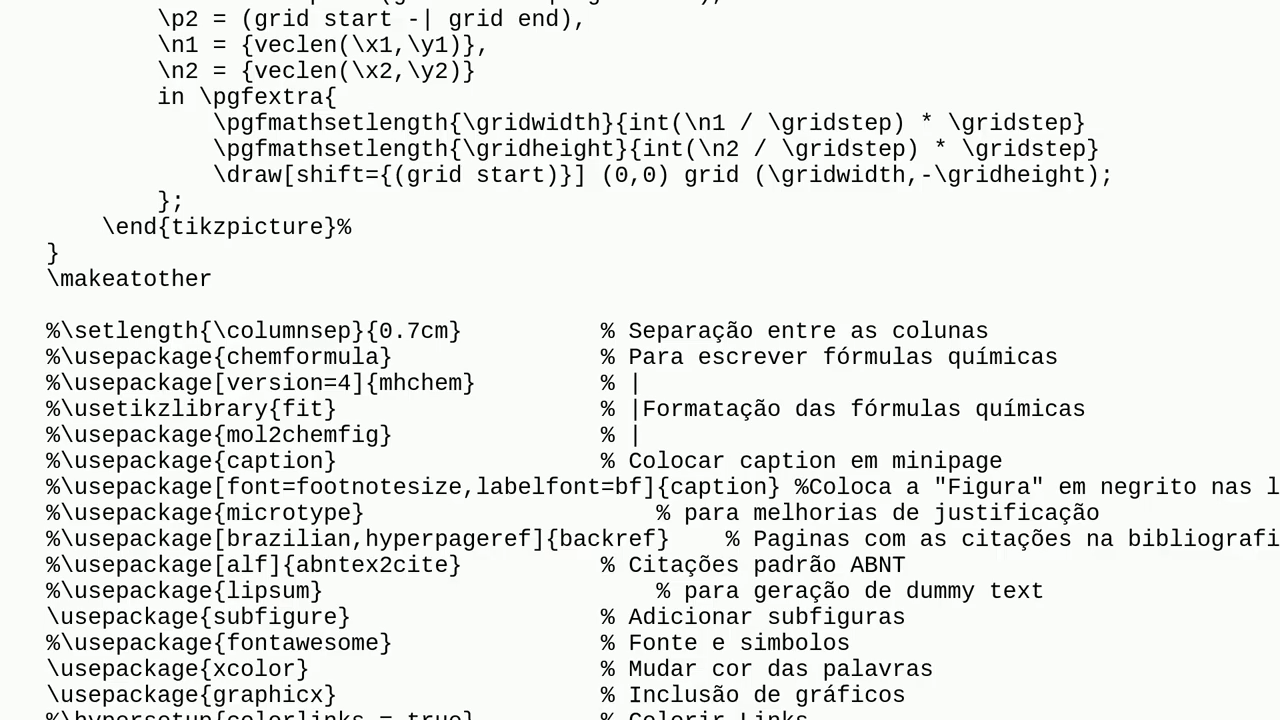 \p2 = (grid start -| grid end),
\n1 = {veclen(\x1,\y1)},
\n2 = {veclen(\x2,\y2)}
in \pgfextra{
\pgfmathsetlength{\gridwidth}{int(\n1 / \gridstep) * \gridstep}
\pgfmathsetlength{\gridheight}{int(\n2 / \gridstep) * \gridstep}
\draw[shift={(grid start)}] (0,0) grid (\gridwidth,-\gridheight);
};
\end{tikzpicture}%
}
\makeatother
%\setlength{\columnsep}{0.7cm} % Separação entre as colunas
%\usepackage{chemformula} % Para escrever fórmulas químicas
%\usepackage[version=4]{mhchem} % |
%\usetikzlibrary{fit} % |Formatação das fórmulas químicas
%\usepackage{mol2chemfig} % |
%\usepackage{caption} % Colocar caption em minipage
%\usepackage[font=footnotesize,labelfont=bf]{caption} %Coloca a "Figura" em negrito nas l
%\usepackage{microtype} % para melhorias de justificação
%\usepackage[brazilian,hyperpageref]{backref} % Paginas com as citações na bibliografi
%\usepackage[alf]{abntex2cite} % Citações padrão ABNT
%\usepackage{lipsum} % para geração de dummy text
\usepackage{subfigure} % Adicionar subfiguras
%\usepackage{fontawesome} % Fonte e simbolos
\usepackage{xcolor} % Mudar cor das palavras
\usepackage{graphicx} % Inclusão de gráficos
%\hypersetup{colorlinks = true} % Colorir Links